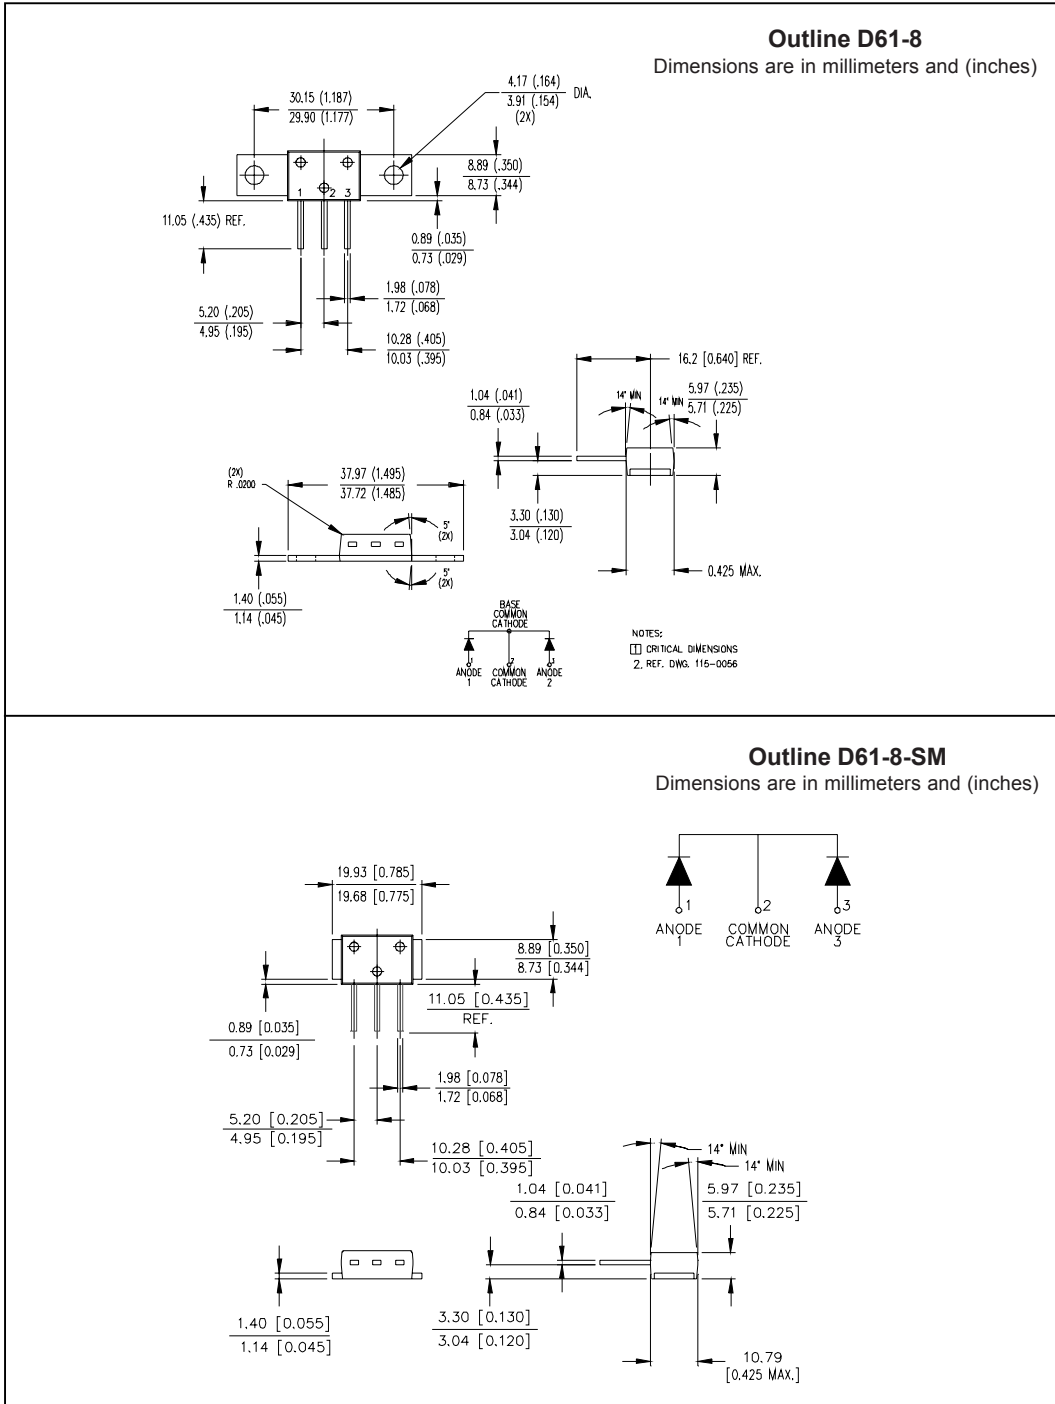 Outline D61-8
Dimensions are in millimeters and (inches)
30.15 (1.187)
29.90 (1.177)
4.17 (.164)
3.91 (.154)
DIA.
(2X)
8.89 (.350)
8.73 (.344)
1 2 3
11.05 (.435) REF.
0.89 (.035)
0.73 (.029)
1.98 (.078)
1.72 (.068)
5.20 (.205)
4.95 (.195)
10.28 (.405)
10.03 (.395)
16.2 [0.640] REF.
1.04 (.041)
0.84 (.033)
14° MIN
14° MIN
5.97 (.235)
5.71 (.225)
(2X)
R .0200
37.97 (1.495)
37.72 (1.485)
5°
(2X)
3.30 (.130)
3.04 (.120)
0.425 MAX.
5°
(2X)
1.40 (.055)
1.14 (.045)
BASE
COMMON
CATHODE
1 2 3
ANODE
1
COMMON
CATHODE
ANODE
2
NOTES:
1 CRITICAL DIMENSIONS
2. REF. DWG. 115-0056
Outline D61-8-SM
Dimensions are in millimeters and (inches)
1 2 3
ANODE
1
COMMON
CATHODE
ANODE
3
19.93 [0.785]
19.68 [0.775]
8.89 [0.350]
8.73 [0.344]
11.05 [0.435]
REF.
0.89 [0.035]
0.73 [0.029]
1.98 [0.078]
1.72 [0.068]
5.20 [0.205]
4.95 [0.195]
10.28 [0.405]
10.03 [0.395]
14° MIN
14° MIN
1.04 [0.041]
0.84 [0.033]
5.97 [0.235]
5.71 [0.225]
1.40 [0.055]
1.14 [0.045]
3.30 [0.130]
3.04 [0.120]
10.79
[0.425 MAX.]